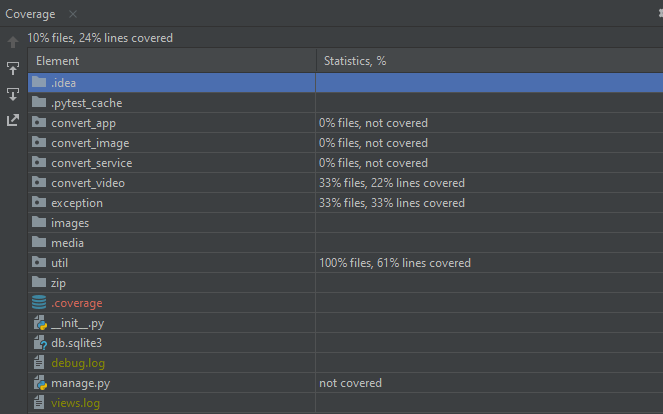 Coverage
10% files, 24% lines covered
Element Statistics, %
.idea
.pytest_cache
convert_app 0% files, not covered
convert_image 0% files, not covered
convert_service 0% files, not covered
convert_video 33% files, 22% lines covered
exception 33% files, 33% lines covered
images
media
util 100% files, 61% lines covered
zip
.coverage
__init__.py
db.sqlite3
debug.log
manage.py not covered
views.log